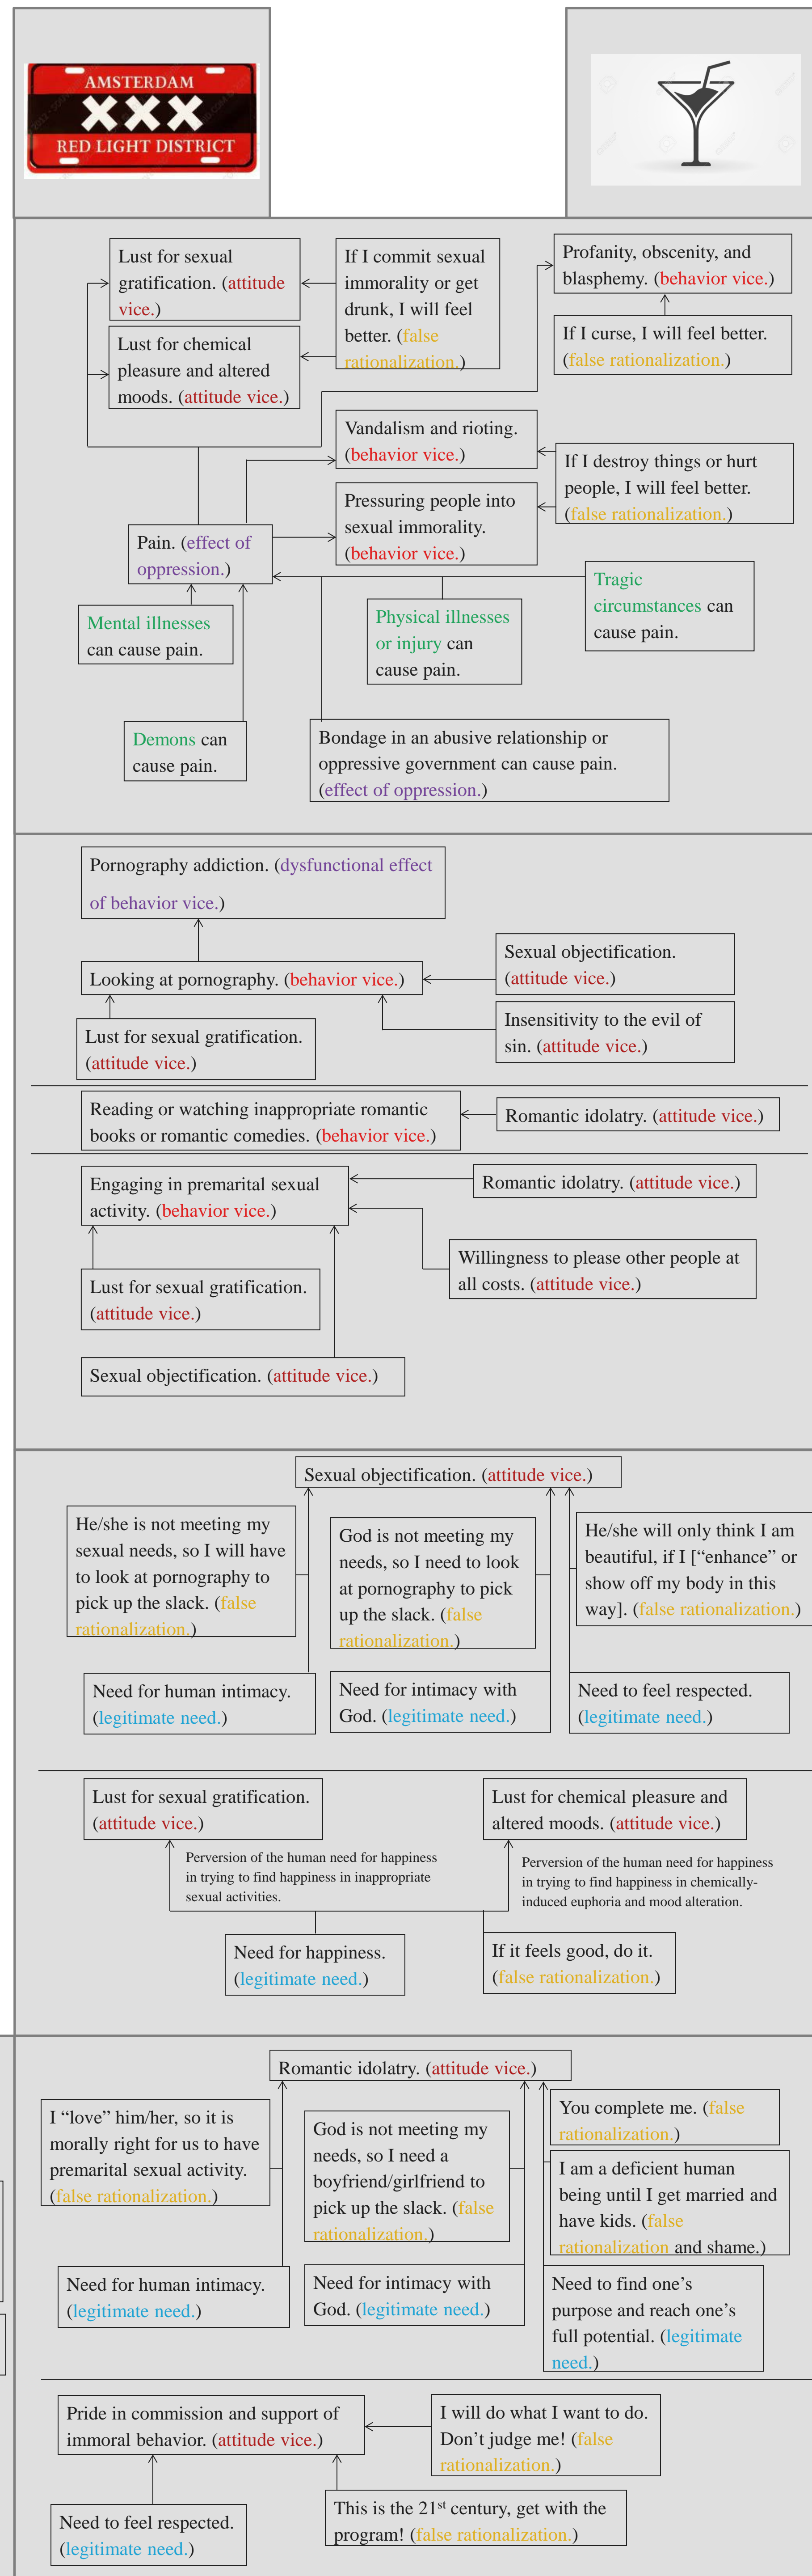 AMSTERDAM
XXX
RED LIGHT DISTRICT
Lust for sexual
gratification. (attitude
vice.)
If I commit sexual
immorality or get
drunk, I will feel
better. (false
rationalization.)
Profanity, obscenity, and
blasphemy. (behavior vice.)
Lust for chemical
pleasure and altered
moods. (attitude vice.)
If I curse, I will feel better.
(false rationalization.)
Vandalism and rioting.
(behavior vice.)
If I destroy things or hurt
people, I will feel better.
(false rationalization.)
Pressuring people into
sexual immorality.
(behavior vice.)
Pain. (effect of
oppression.)
Mental illnesses
can cause pain.
Physical illnesses
or injury can
cause pain.
Tragic
circumstances can
cause pain.
Demons can
cause pain.
Bondage in an abusive relationship or
oppressive government can cause pain.
(effect of oppression.)
Pornography addiction. (dysfunctional effect
of behavior vice.)
Looking at pornography. (behavior vice.)
Sexual objectification.
(attitude vice.)
Lust for sexual gratification.
(attitude vice.)
Insensitivity to the evil of
sin. (attitude vice.)
Reading or watching inappropriate romantic
books or romantic comedies. (behavior vice.)
Romantic idolatry. (attitude vice.)
Engaging in premarital sexual
activity. (behavior vice.)
Romantic idolatry. (attitude vice.)
Willingness to please other people at
all costs. (attitude vice.)
Lust for sexual gratification.
(attitude vice.)
Sexual objectification. (attitude vice.)
Sexual objectification. (attitude vice.)
He/she is not meeting my
sexual needs, so I will have
to look at pornography to
pick up the slack. (false
rationalization.)
God is not meeting my
needs, so I need to look
at pornography to pick
up the slack. (false
rationalization.)
He/she will only think I am
beautiful, if I [“enhance” or
show off my body in this
way]. (false rationalization.)
Need for human intimacy.
(legitimate need.)
Need for intimacy with
God. (legitimate need.)
Need to feel respected.
(legitimate need.)
Lust for sexual gratification.
(attitude vice.)
Lust for chemical pleasure and
altered moods. (attitude vice.)
Perversion of the human need for happiness
in trying to find happiness in inappropriate
sexual activities.
Perversion of the human need for happiness
in trying to find happiness in chemically-
induced euphoria and mood alteration.
Need for happiness.
(legitimate need.)
If it feels good, do it.
(false rationalization.)
Romantic idolatry. (attitude vice.)
I “love” him/her, so it is
morally right for us to have
premarital sexual activity.
(false rationalization.)
God is not meeting my
needs, so I need a
boyfriend/girlfriend to
pick up the slack. (false
rationalization.)
You complete me. (false
rationalization.)
I am a deficient human
being until I get married and
have kids. (false
rationalization and shame.)
Need for human intimacy.
(legitimate need.)
Need for intimacy with
God. (legitimate need.)
Need to find one’s
purpose and reach one’s
full potential. (legitimate
need.)
Pride in commission and support of
immoral behavior. (attitude vice.)
I will do what I want to do.
Don’t judge me! (false
rationalization.)
Need to feel respected.
(legitimate need.)
This is the 21st century, get with the
program! (false rationalization.)